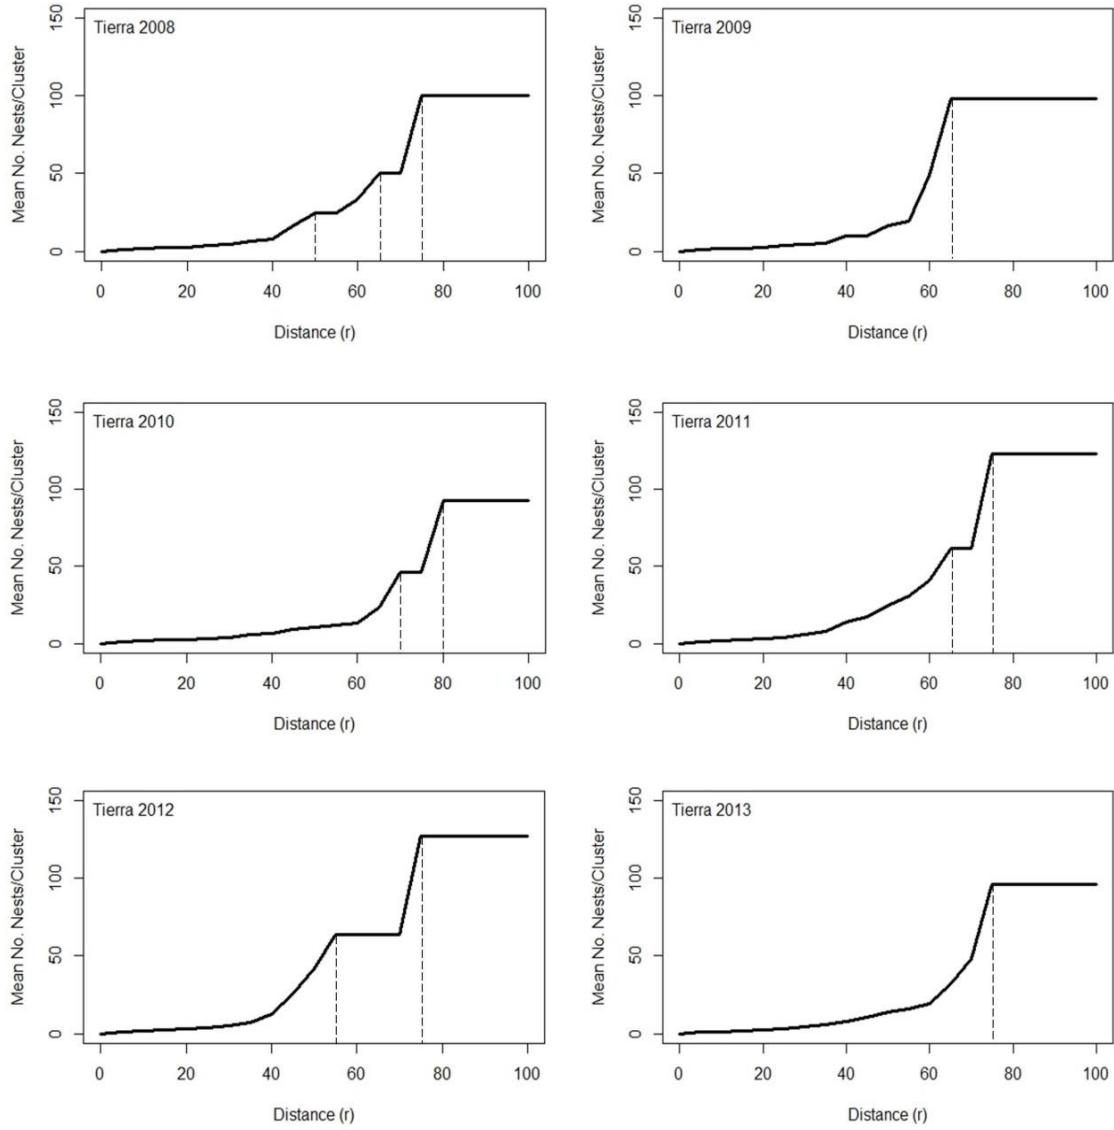 Tierra 2008
Mean No. Nests/Cluster
150
100
50
0
0 20 40 60 80 100
Distance (r)
Tierra 2009
Mean No. Nests/Cluster
150
100
50
0
0 20 40 60 80 100
Distance (r)
Tierra 2010
Mean No. Nests/Cluster
150
100
50
0
0 20 40 60 80 100
Distance (r)
Tierra 2011
Mean No. Nests/Cluster
150
100
50
0
0 20 40 60 80 100
Distance (r)
Tierra 2012
Mean No. Nests/Cluster
150
100
50
0
0 20 40 60 80 100
Distance (r)
Tierra 2013
Mean No. Nests/Cluster
150
100
50
0
0 20 40 60 80 100
Distance (r)